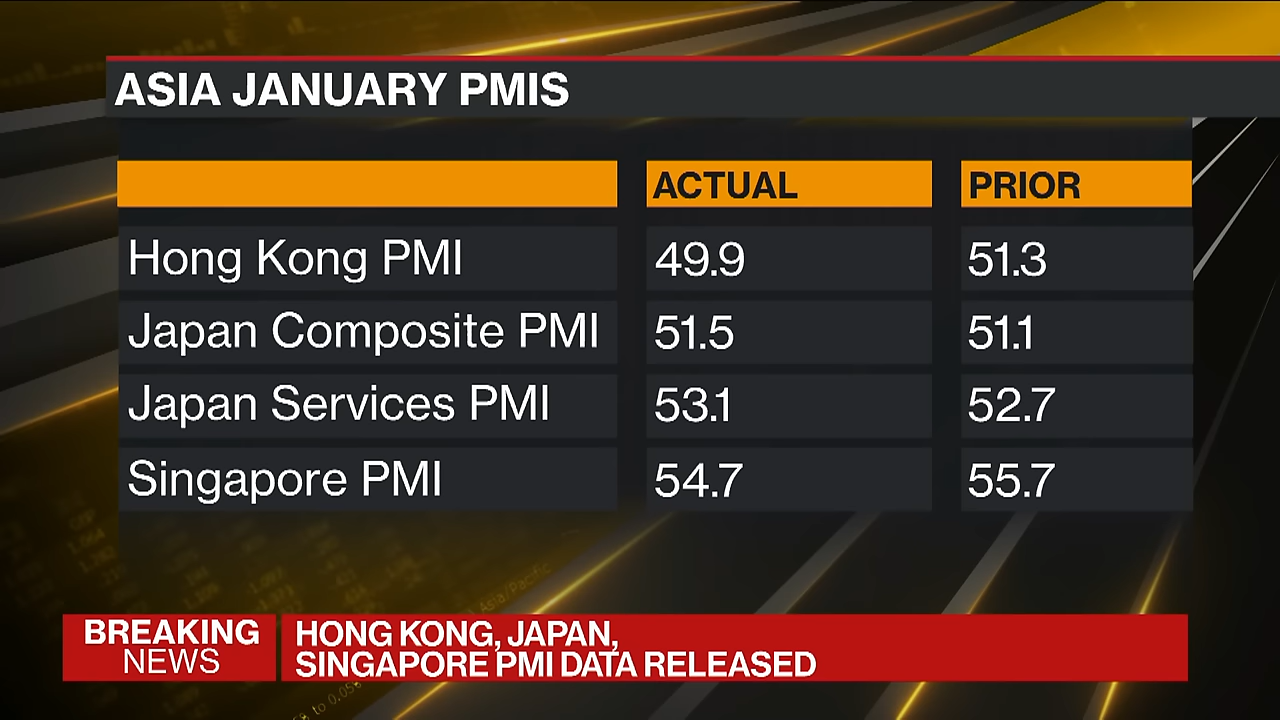 ASIA JANUARY PMIS
ACTUAL PRIOR
Hong Kong PMI 49.9 51.3
Japan Composite PMI 51.5 51.1
Japan Services PMI 53.1 52.7
Singapore PMI 54.7 55.7
Asia/Pacific
BREAKING
NEWS
HONG KONG, JAPAN,
SINGAPORE PMI DATA RELEASED